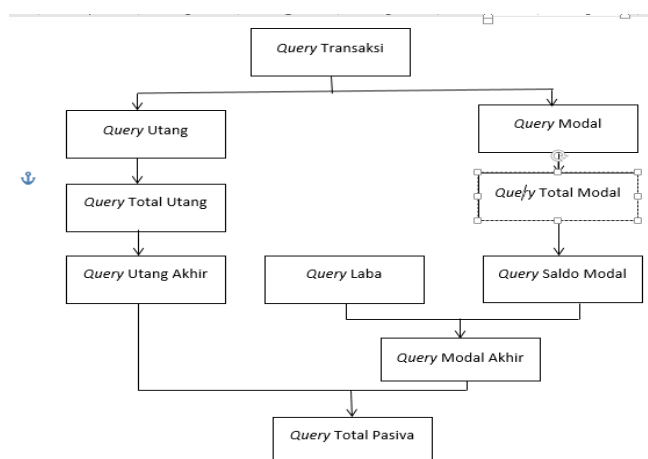 Query Transaksi
Query Utang
Query Modal
Query Total Utang
Query Total Modal
Query Utang Akhir
Query Laba
Query Saldo Modal
Query Modal Akhir
Query Total Pasiva